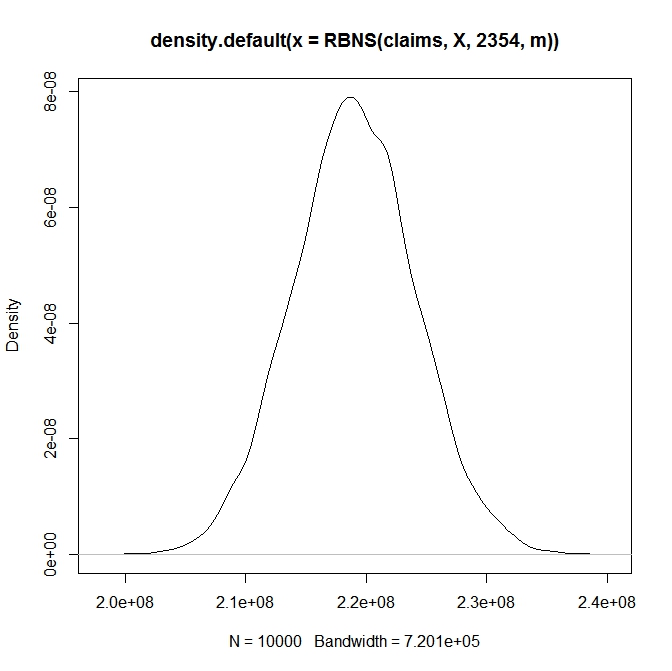 density.default(x = RBNS(claims, X, 2354, m))
8e-08
6e-08
4e-08
2e-08
0e+00
Density
2.0e+08 2.1e+08 2.2e+08 2.3e+08 2.4e+08
N = 10000 Bandwidth = 7.201e+05